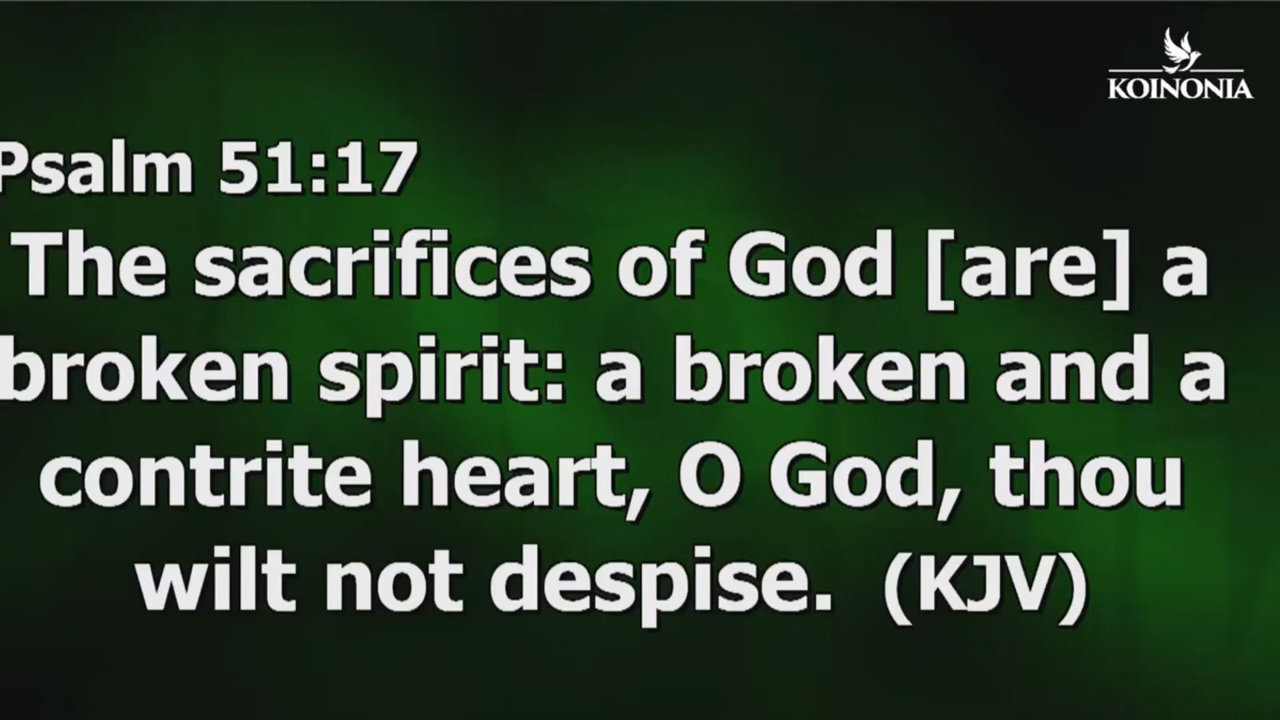 KOINONIA
Psalm 51:17
The sacrifices of God [are] a
broken spirit: a broken and a
contrite heart, O God, thou
wilt not despise.  (KJV)